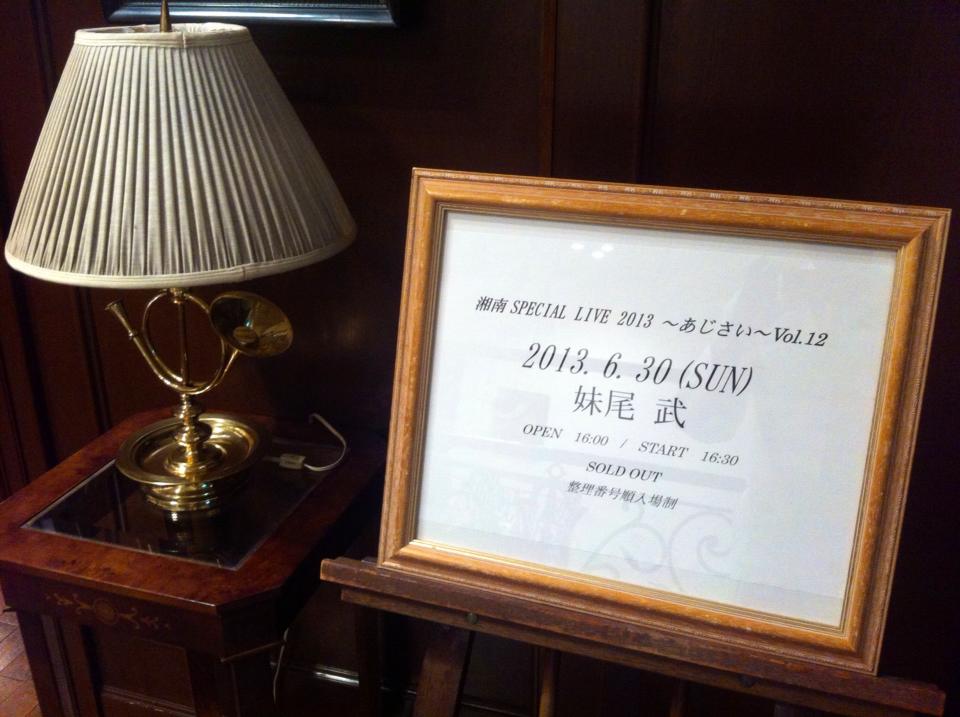 湘南 SPECIAL LIVE 2013 ～あじさい～Vol.12
2013. 6. 30 (SUN)
妹尾 武
OPEN 16:00 / START 16:30
SOLD OUT
整理番号順入場制